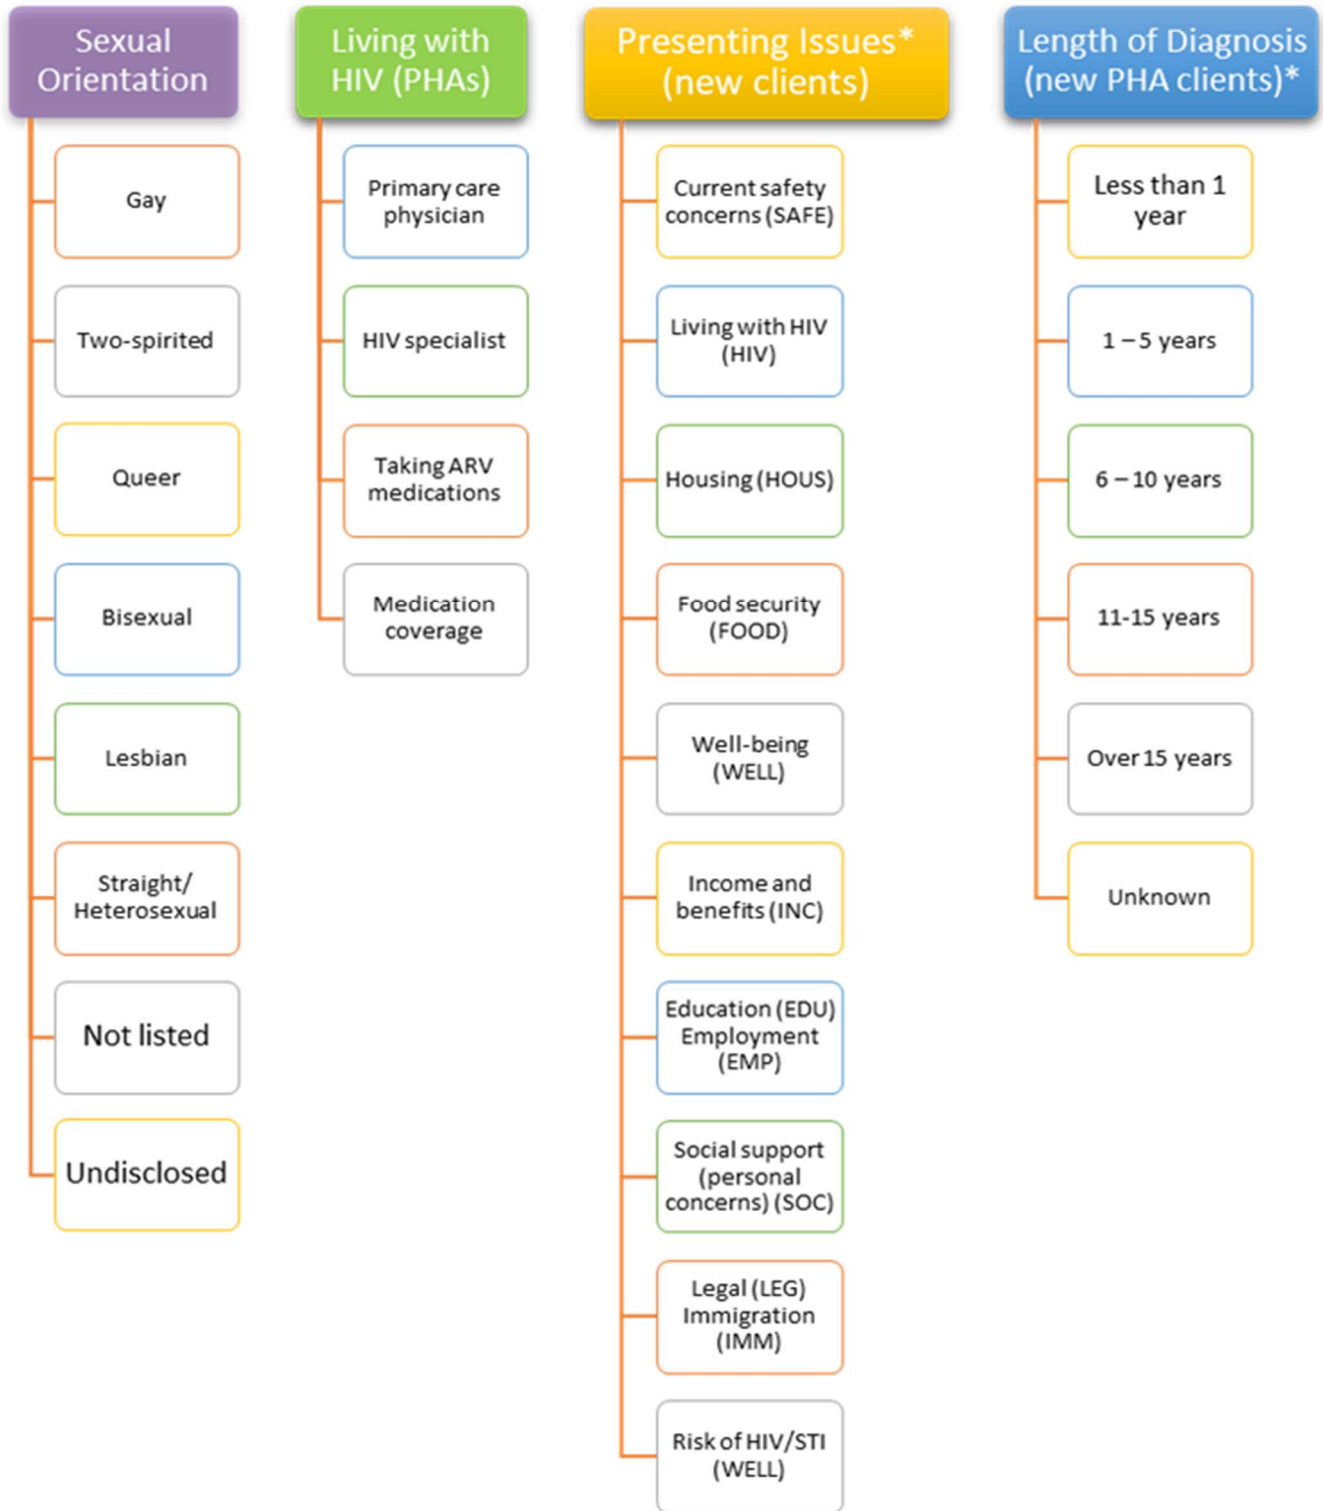 Sexual
Orientation
Gay
Two-spirited
Queer
Bisexual
Lesbian
Straight/
Heterosexual
Not listed
Undisclosed
Living with
HIV (PHAs)
Primary care
physician
HIV specialist
Taking ARV
medications
Medication
coverage
Presenting Issues*
(new clients)
Current safety
concerns (SAFE)
Living with HIV
(HIV)
Housing (HOUS)
Food security
(FOOD)
Well-being
(WELL)
Income and
benefits (INC)
Education (EDU)
Employment
(EMP)
Social support
(personal
concerns) (SOC)
Legal (LEG)
Immigration
(IMM)
Risk of HIV/STI
(WELL)
Length of Diagnosis
(new PHA clients)*
Less than 1
year
1 – 5 years
6 – 10 years
11-15 years
Over 15 years
Unknown